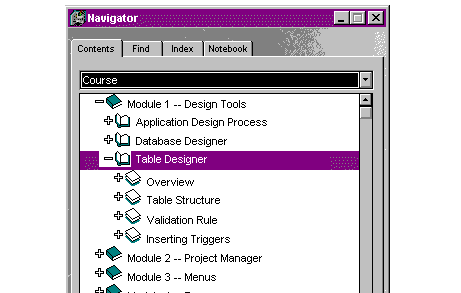 Navigator
Contents Find Index Notebook
Course
Module 1 -- Design Tools
Application Design Process
Database Designer
Table Designer
Overview
Table Structure
Validation Rule
Inserting Triggers
Module 2 -- Project Manager
Module 3 -- Menus